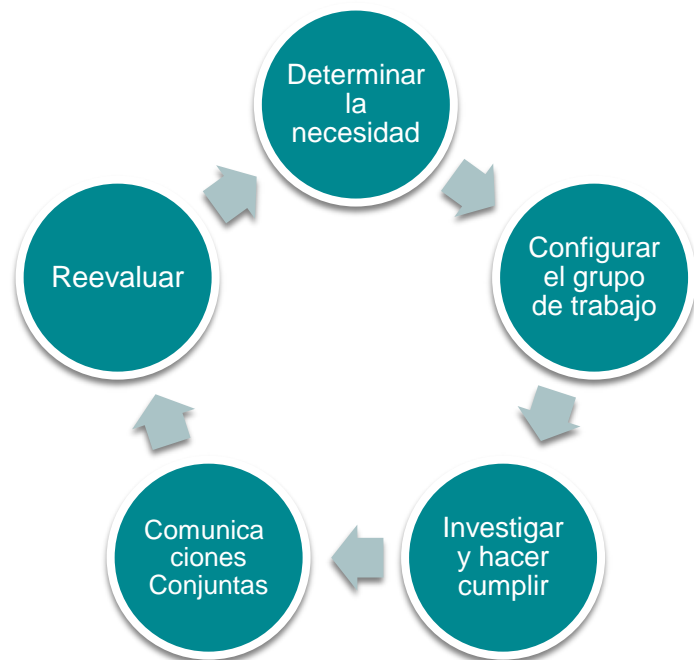 Determinar
la
necesidad
Configurar
el grupo
de trabajo
Investigar
y hacer
cumplir
Comunica
ciones
Conjuntas
Reevaluar